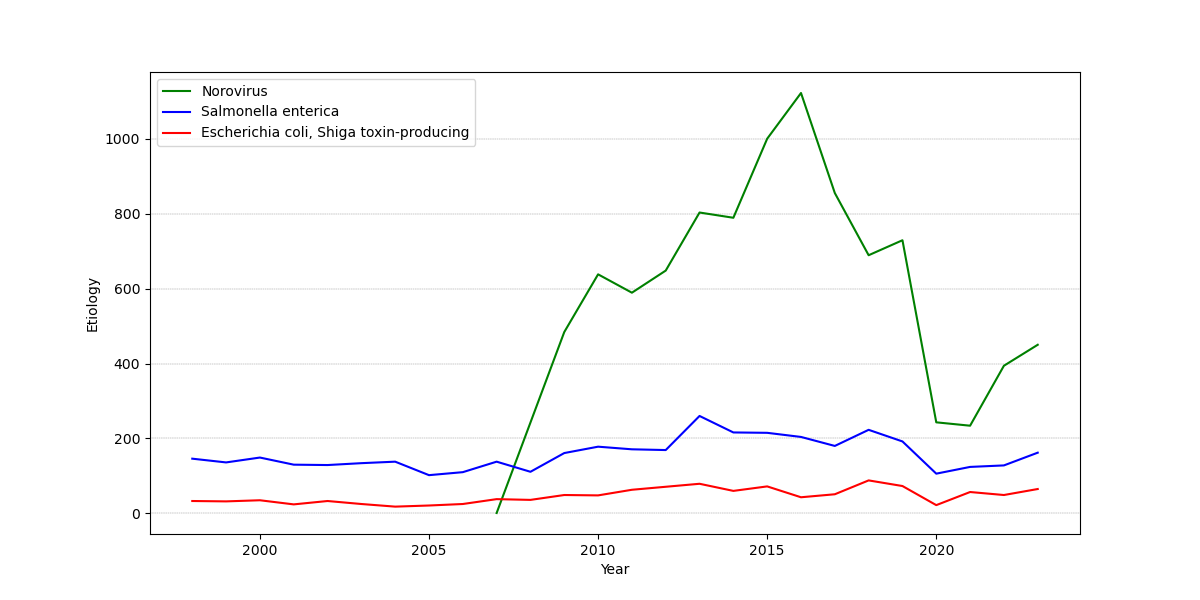 Norovirus
Salmonella enterica
Escherichia coli, Shiga toxin-producing
1000
800
600
400
200
0
Etiology
2000 2005 2010 2015 2020
Year